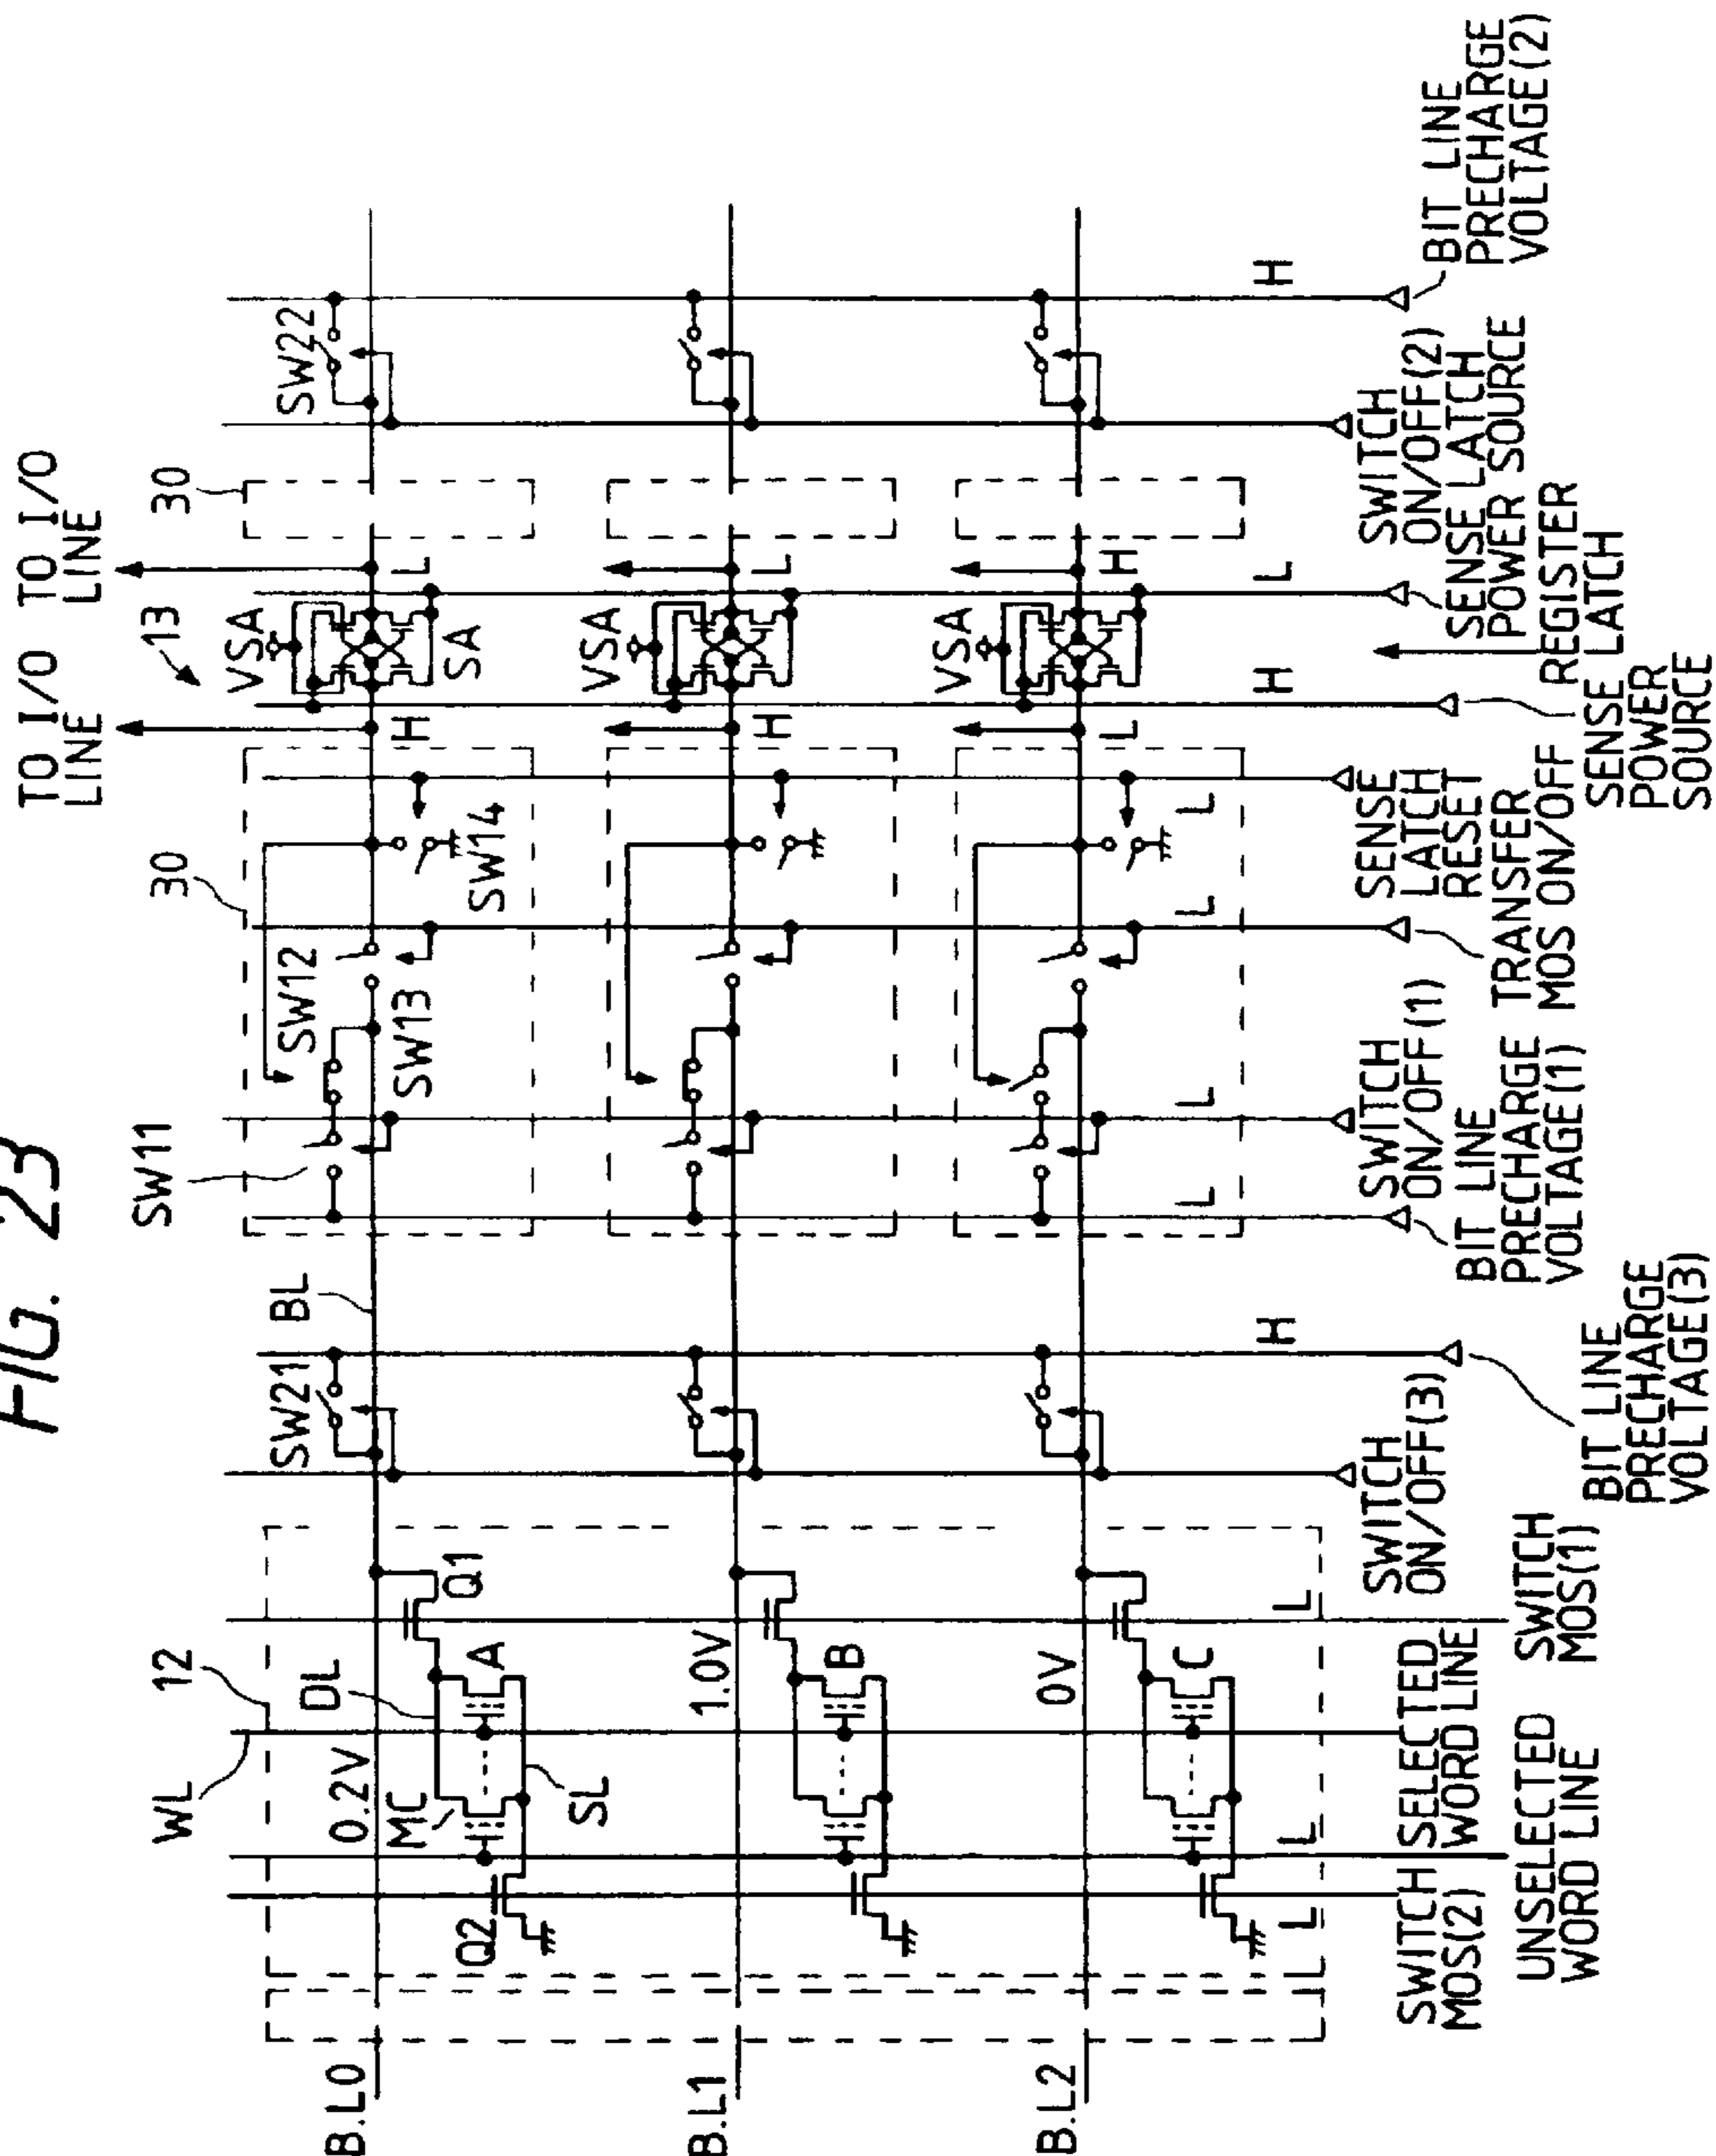 FIG. 23
TO I/O
LINE
TO I/O
LINE
WL
12
SW11
30
13
30
0.2V
DL
SW21
BL
SW12
VSA
SW22
B.L0
MC
A
Q1
SW13
SW14
H
SA
L
Q2
SL
1.0V
VSA
B.L1
B
H
L
0V
VSA
B.L2
C
L
H
L
L
L
H
L
L
L
L
H
L
H
SWITCH
MOS(2)
UNSELECTED
WORD LINE
SELECTED
WORD LINE
SWITCH
MOS(1)
SWITCH
ON/OFF(3)
BIT LINE
PRECHARGE
VOLTAGE(3)
BIT LINE
PRECHARGE
VOLTAGE(1)
SWITCH
ON/OFF(1)
TRANSFER
MOS ON/OFF
SENSE
LATCH
RESET
SENSE LATCH
POWER
SOURCE
REGISTER
SENSE LATCH
POWER SOURCE
SWITCH
ON/OFF(2)
BIT LINE
PRECHARGE
VOLTAGE(2)